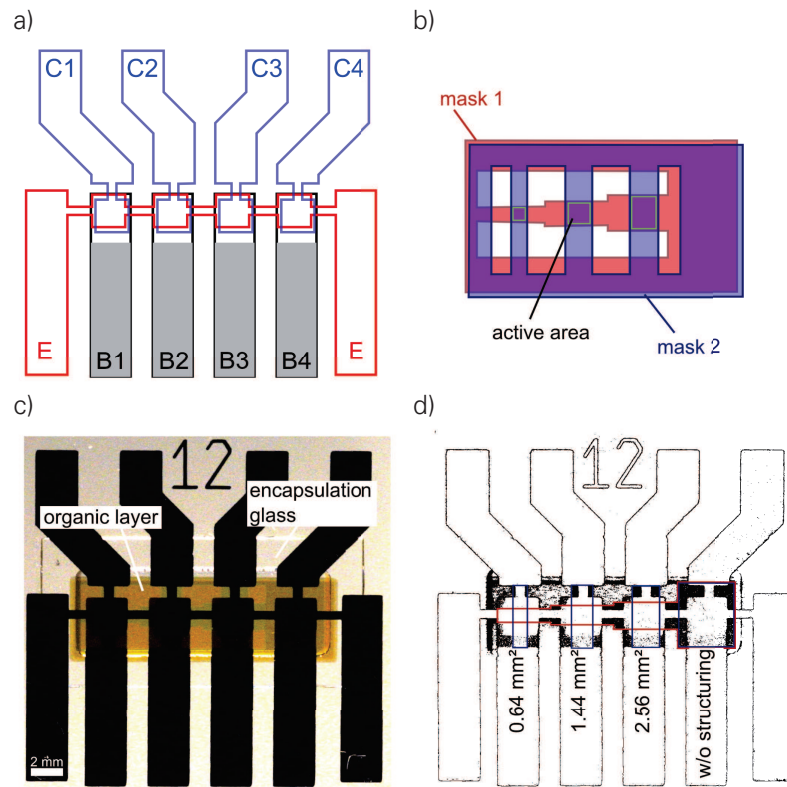 a)
C1
C2
C3
C4
E
B1
B2
B3
B4
E
b)
mask 1
active area
mask 2
c)
12
organic layer
encapsulation
glass
2 mm
d)
12
0.64 mm²
1.44 mm²
2.56 mm²
w/o structuring